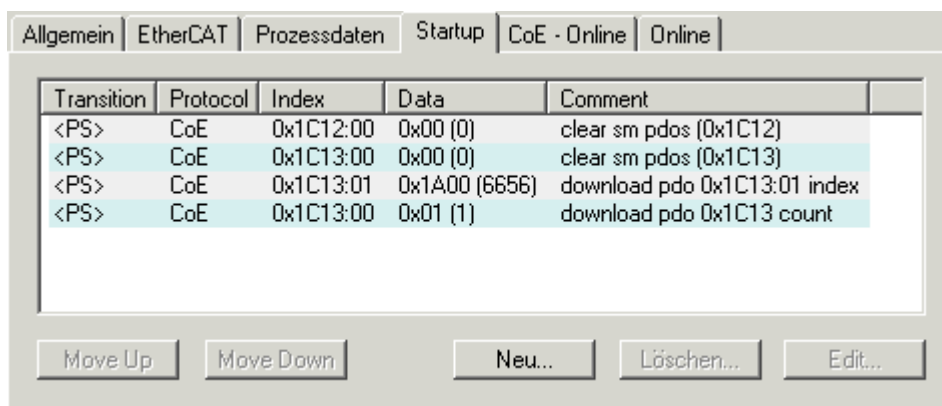 Allgemein EtherCAT Prozessdaten Startup CoE - Online Online
Transition Protocol Index Data Comment
<PS> CoE 0x1C12:00 0x00 (0) clear sm pdos (0x1C12)
<PS> CoE 0x1C13:00 0x00 (0) clear sm pdos (0x1C13)
<PS> CoE 0x1C13:01 0x1A00 (6656) download pdo 0x1C13:01 index
<PS> CoE 0x1C13:00 0x01 (1) download pdo 0x1C13 count
Move Up Move Down Neu... Löschen... Edit...